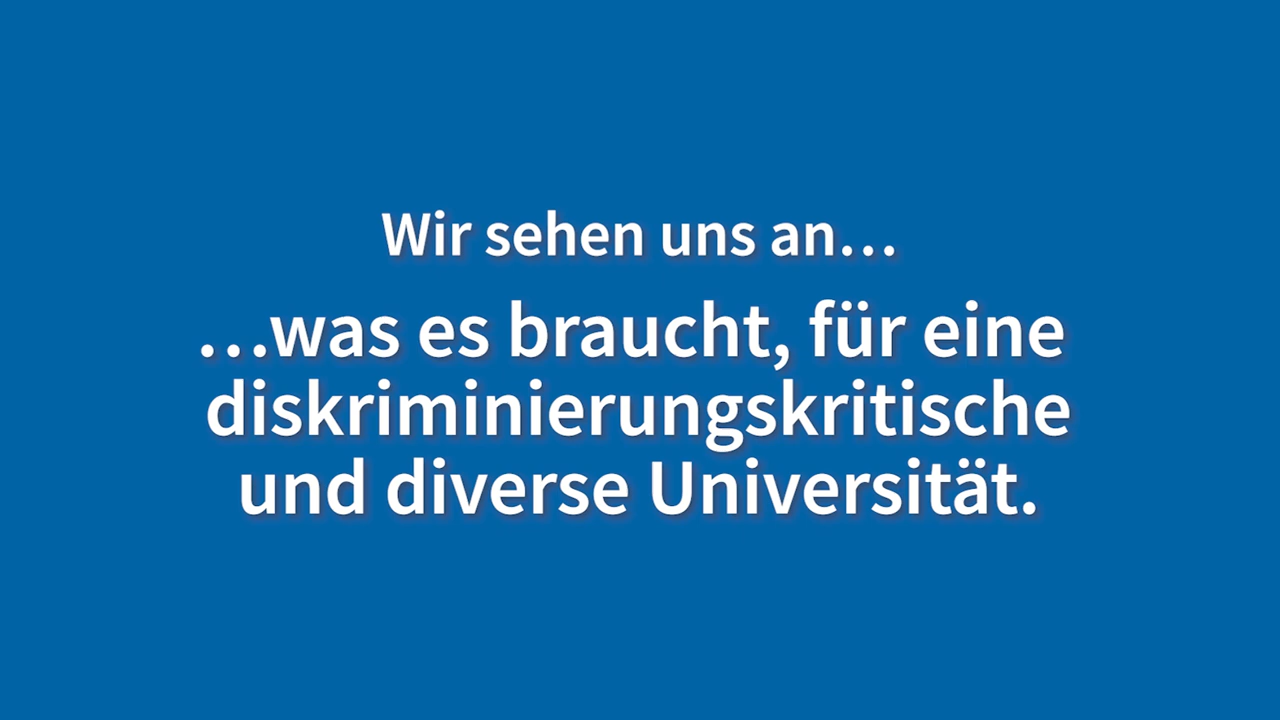 Wir sehen uns an…
…was es braucht, für eine
diskriminierungskritische
und diverse Universität.